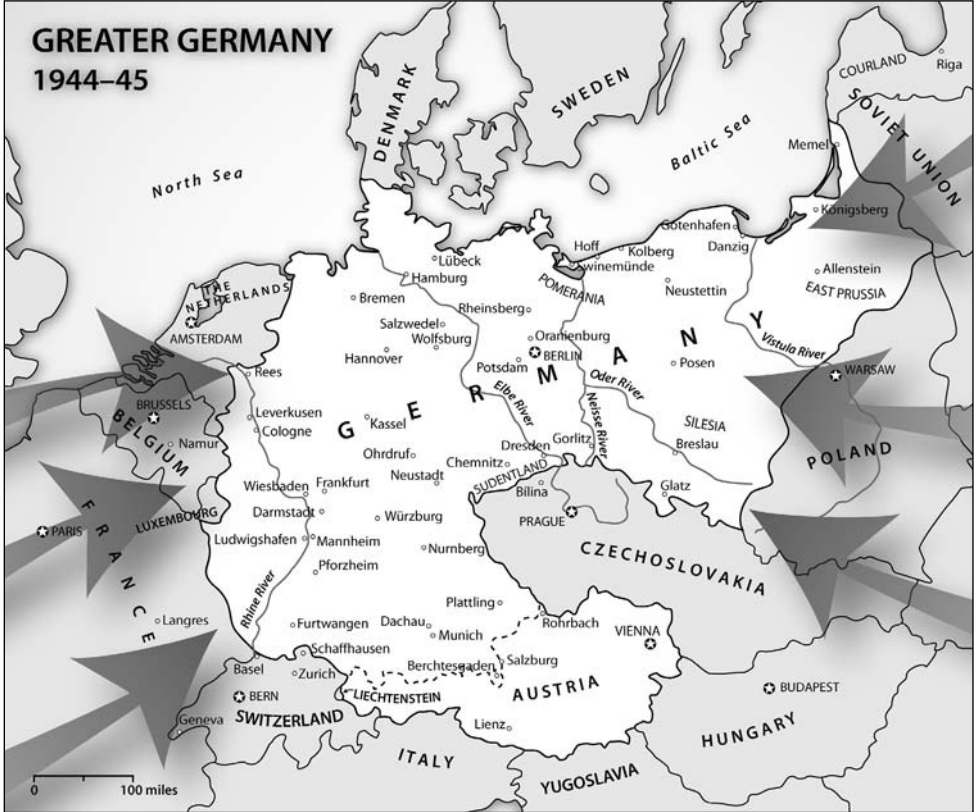 GREATER GERMANY
1944–45
North Sea
DENMARK
SWEDEN
Baltic Sea
COURLAND
Riga
SOVIET UNION
Memel
Königsberg
Gotenhafen
Danzig
Hoff
Kolberg
Swinemünde
Lübeck
Hamburg
POMERANIA
Neustettin
Allenstein
EAST PRUSSIA
THE
NETHERLANDS
AMSTERDAM
Bremen
Rheinsberg
Salzwedel
Wolfsburg
Oranienburg
BERLIN
Hannover
Potsdam
Posen
Vistula River
WARSAW
Rees
GERMANY
Elbe River
Oder River
Neisse River
BRUSSELS
BELGIUM
Leverkusen
Cologne
Kassel
SILESIA
Namur
Ohrdruf
Dresden
Gorlitz
Breslau
POLAND
Chemnitz
Neustadt
SUDENTLAND
Bilina
Glatz
Wiesbaden
Frankfurt
LUXEMBOURG
Darmstadt
Würzburg
PRAGUE
PARIS
FRANCE
Ludwigshafen
Mannheim
Nurnberg
CZECHOSLOVAKIA
Pforzheim
Rhine River
Plattling
Rohrbach
Langres
Furtwangen
Dachau
Munich
VIENNA
Schaffhausen
Basel
Zurich
Berchtesgaden
Salzburg
AUSTRIA
BERN
LIECHTENSTEIN
BUDAPEST
Geneva
SWITZERLAND
Lienz
HUNGARY
ITALY
YUGOSLAVIA
0
100 miles